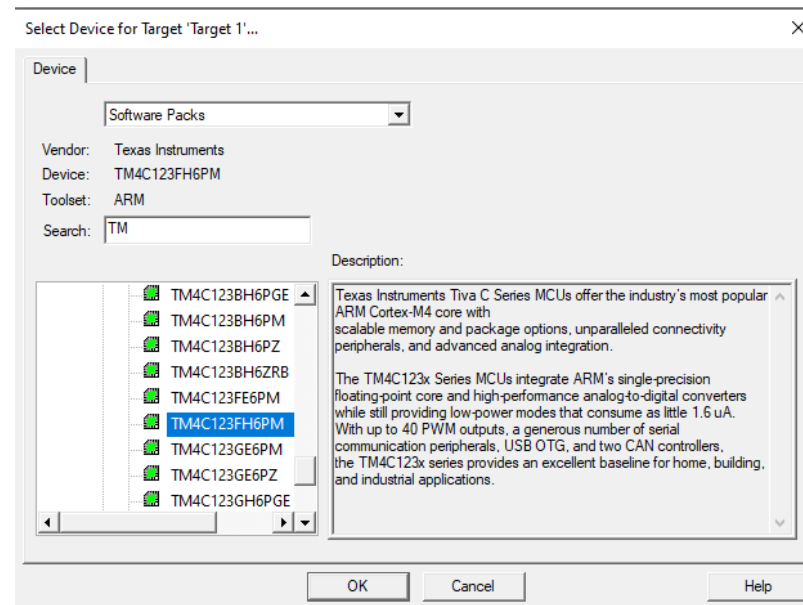 Select Device for Target 'Target 1'...
Device
Software Packs
Vendor: Texas Instruments
Device: TM4C123FH6PM
Toolset: ARM
Search: TM
Description:
TM4C123BH6PGE
TM4C123BH6PM
TM4C123BH6PZ
TM4C123BH6ZRB
TM4C123FE6PM
TM4C123FH6PM
TM4C123GE6PM
TM4C123GE6PZ
TM4C123GH6PGE
Texas Instruments Tiva C Series MCUs offer the industry's most popular
ARM Cortex-M4 core with
scalable memory and package options, unparalleled connectivity
peripherals, and advanced analog integration.
The TM4C123x Series MCUs integrate ARM's single-precision
floating-point core and high-performance analog-to-digital converters
while still providing low-power modes that consume as little 1.6 uA.
With up to 40 PWM outputs, a generous number of serial
communication peripherals, USB OTG, and two CAN controllers,
the TM4C123x series provides an excellent baseline for home, building,
and industrial applications.
OK
Cancel
Help